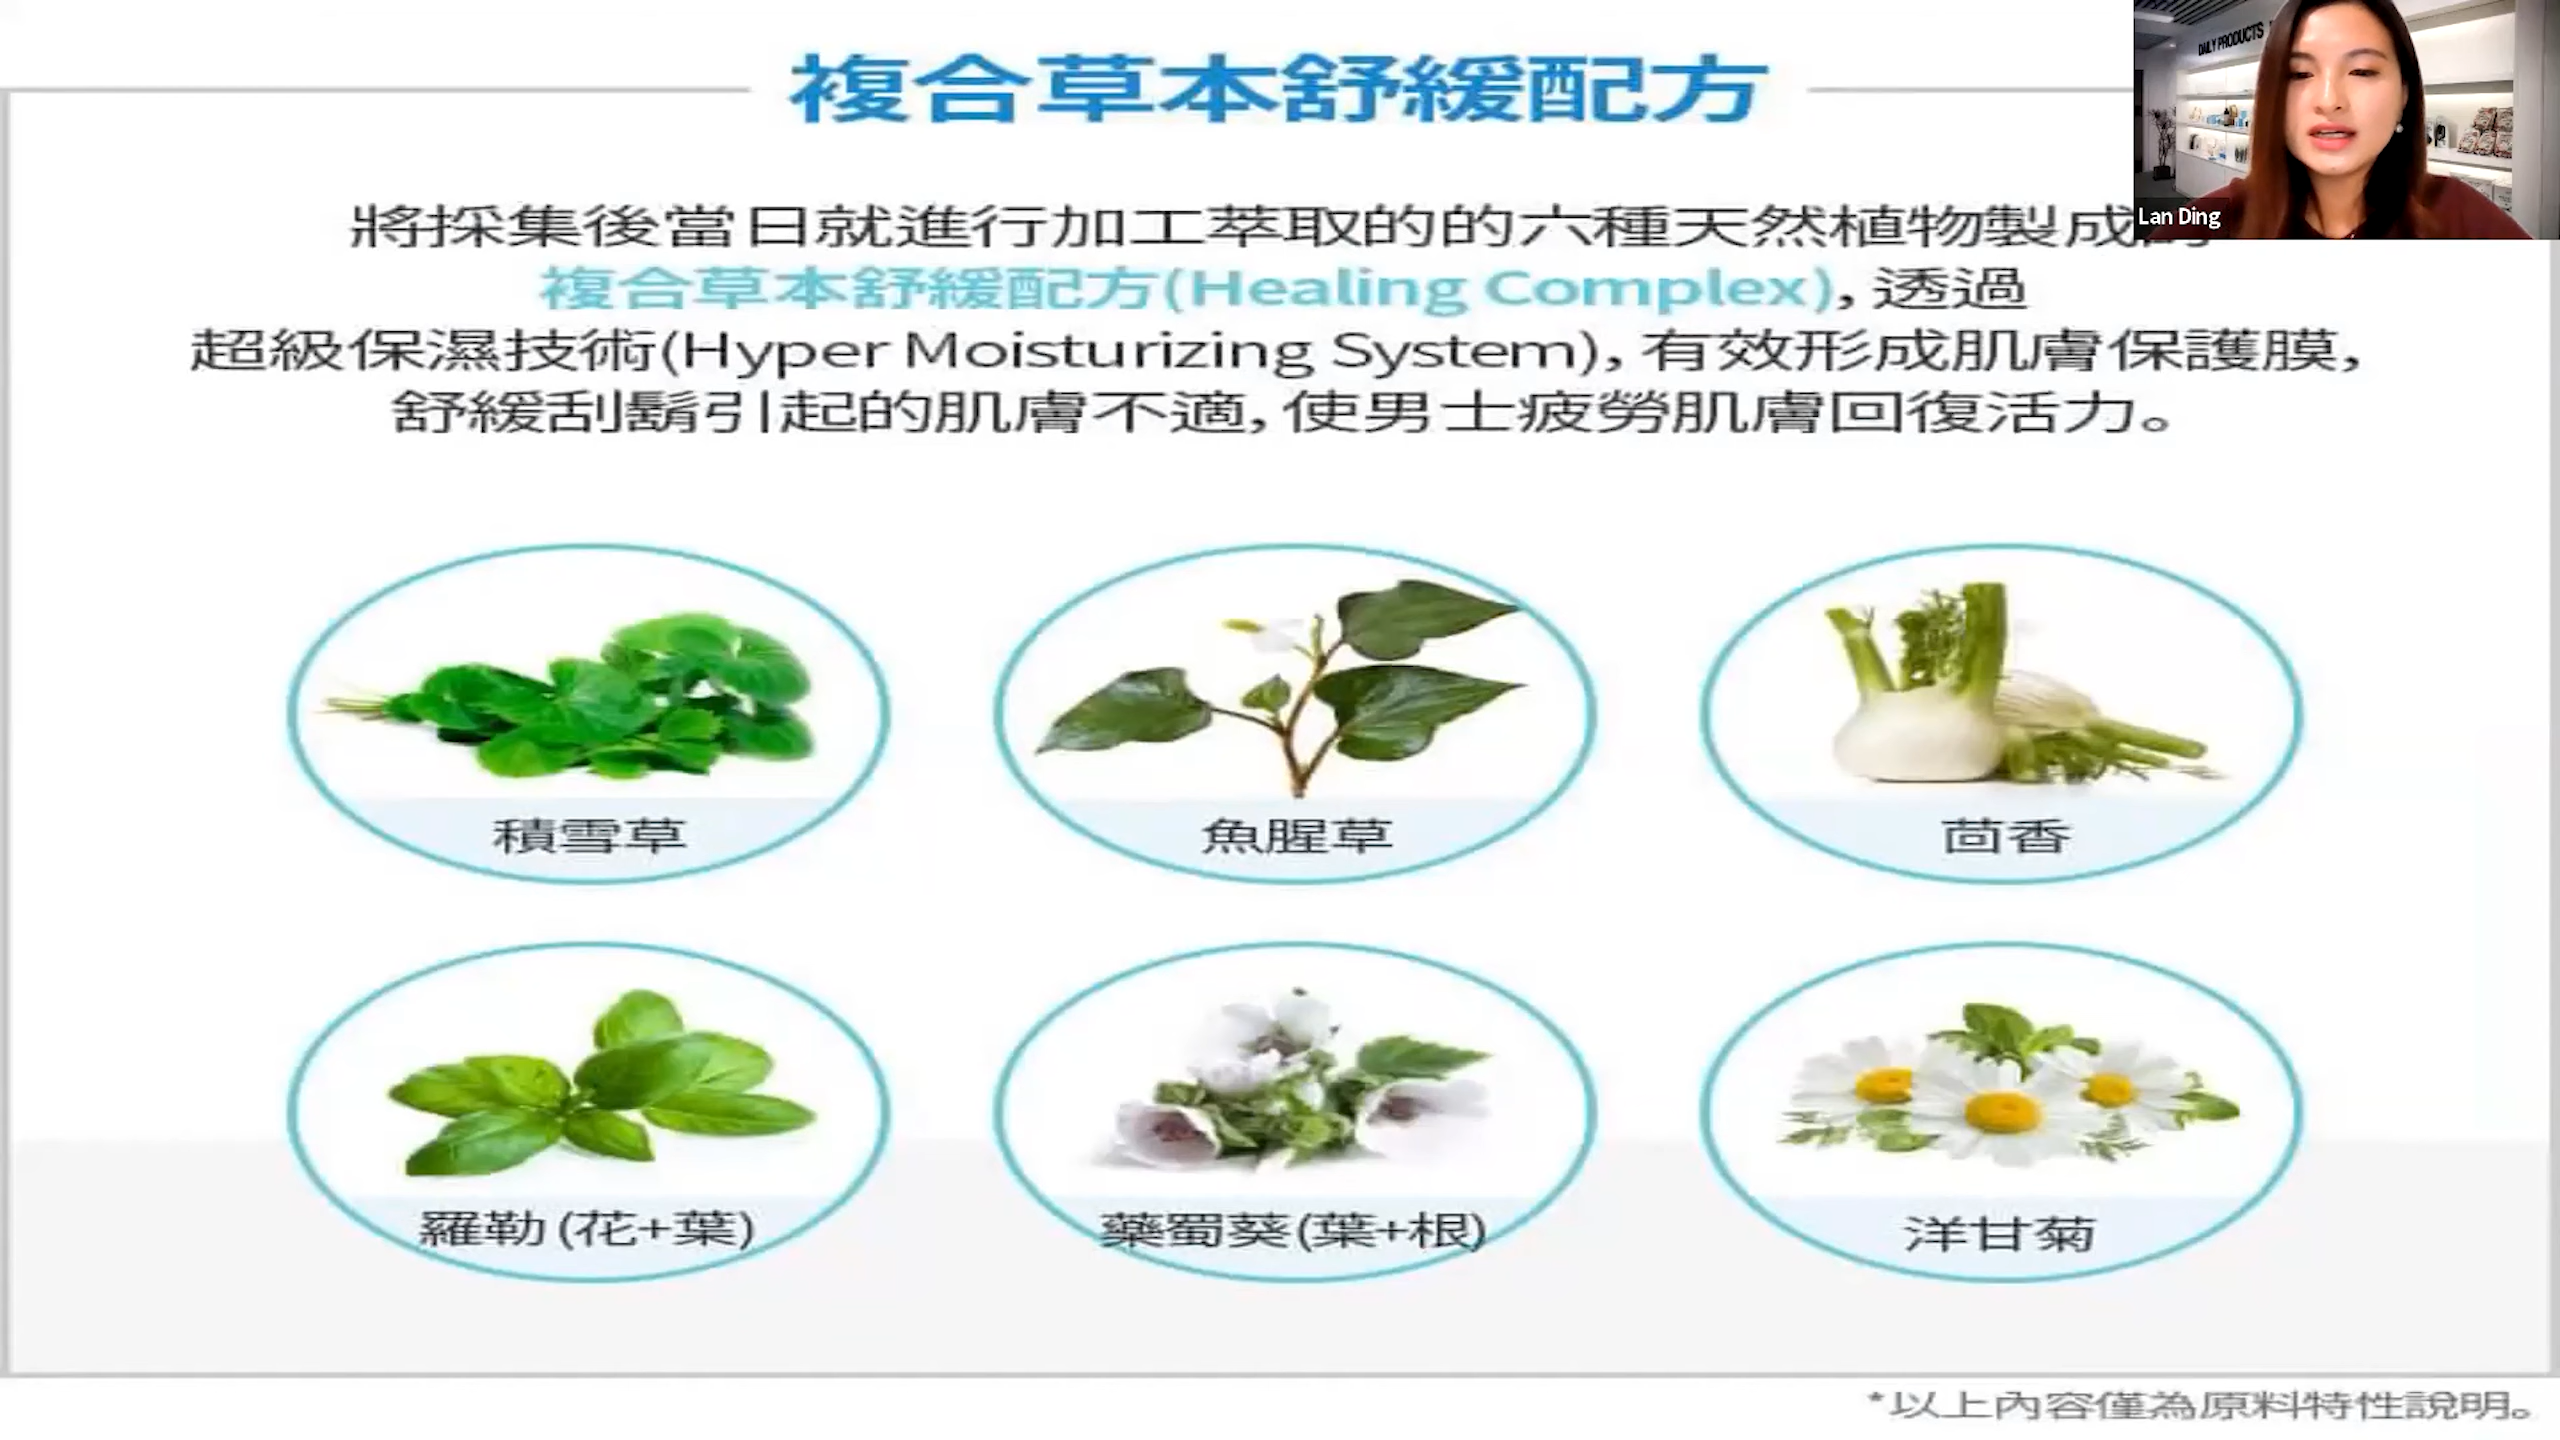 複合草本舒緩配方
DAILY PRODUCTS
Lan Ding
將採集後當日就進行加工萃取的的六種天然植物製成
複合草本舒緩配方(Healing Complex), 透過
超級保濕技術(Hyper Moisturizing System), 有效形成肌膚保護膜,
舒緩刮鬍引起的肌膚不適, 使男士疲勞肌膚回復活力。
積雪草
魚腥草
茴香
羅勒 (花+葉)
藥蜀葵(葉+根)
洋甘菊
*以上內容僅為原料特性說明。